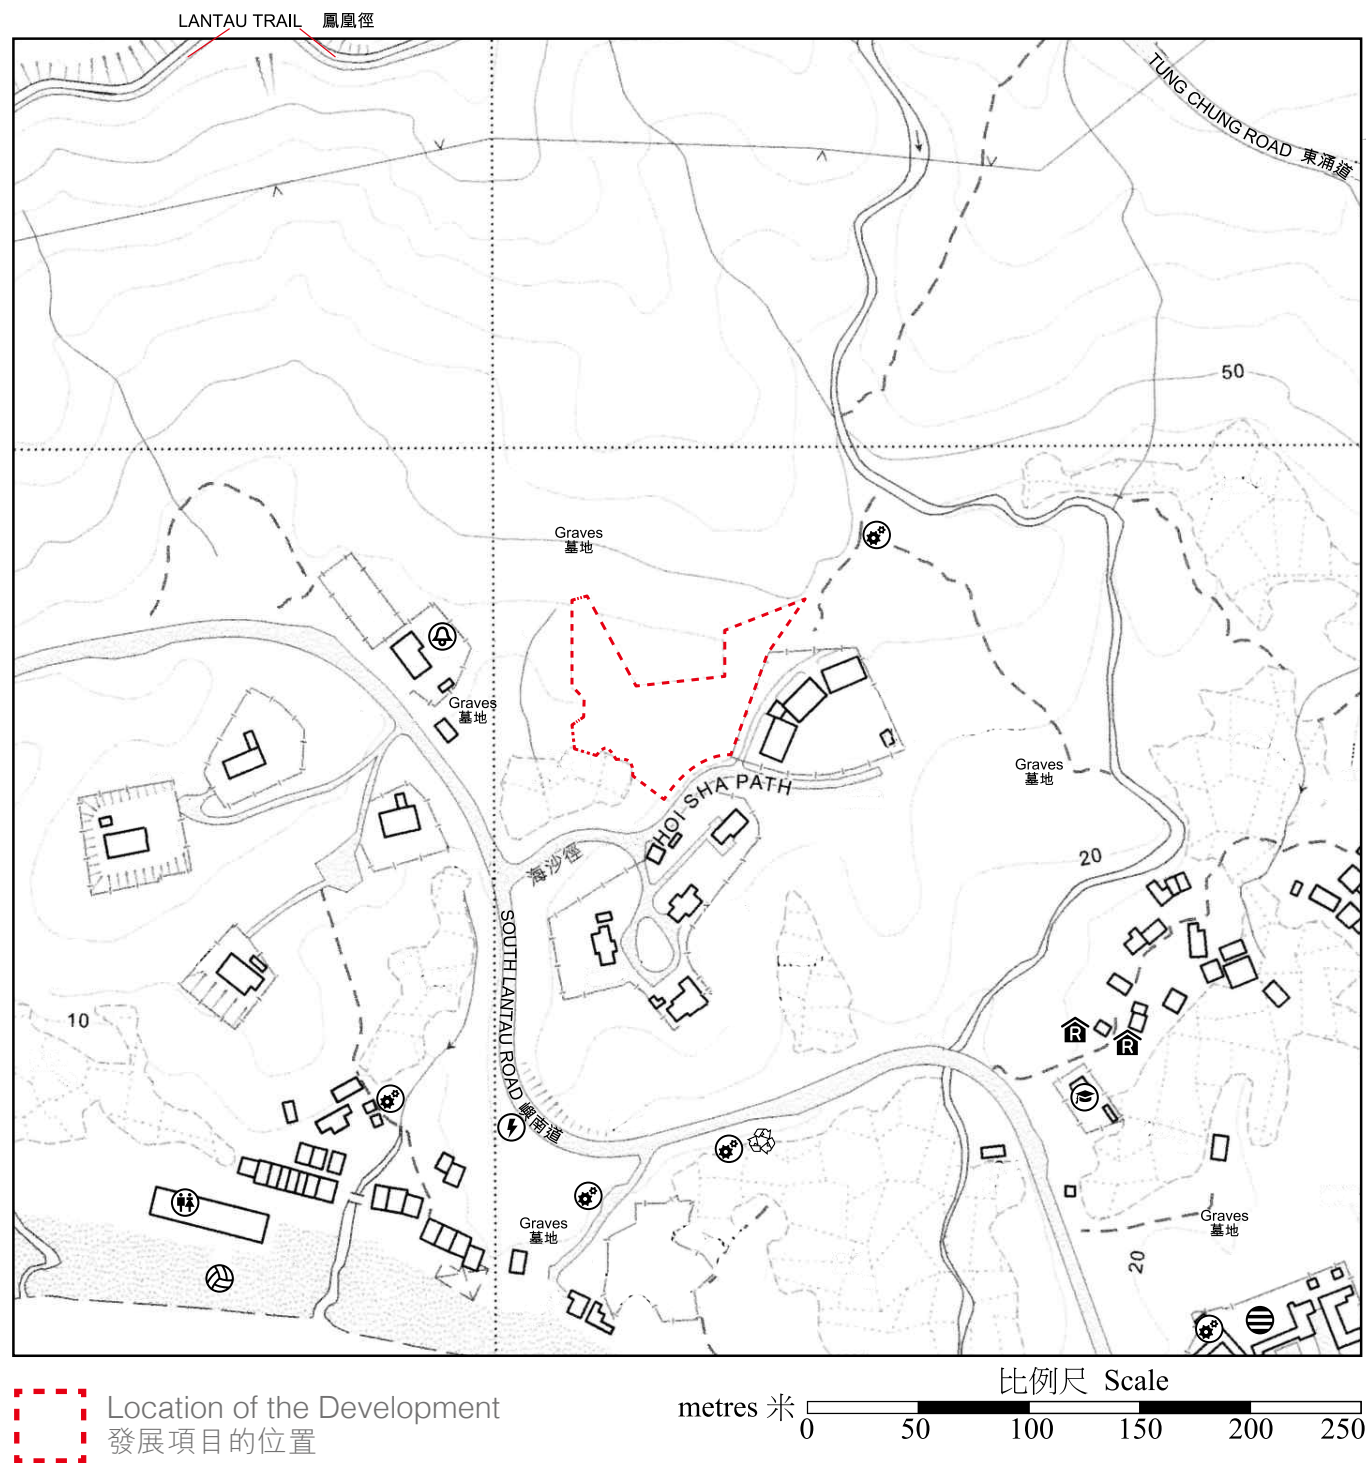 LANTAU TRAIL 鳳凰徑
TUNG CHUNG ROAD 東涌道
50
Graves
墓地
Graves
墓地
Graves
墓地
HOI SHA PATH
海沙徑
20
SOUTH LANTAU ROAD 嶼南道
10
R
R
Graves
墓地
Graves
墓地
20
Location of the Development
發展項目的位置
比例尺 Scale
metres 米
0 50 100 150 200 250